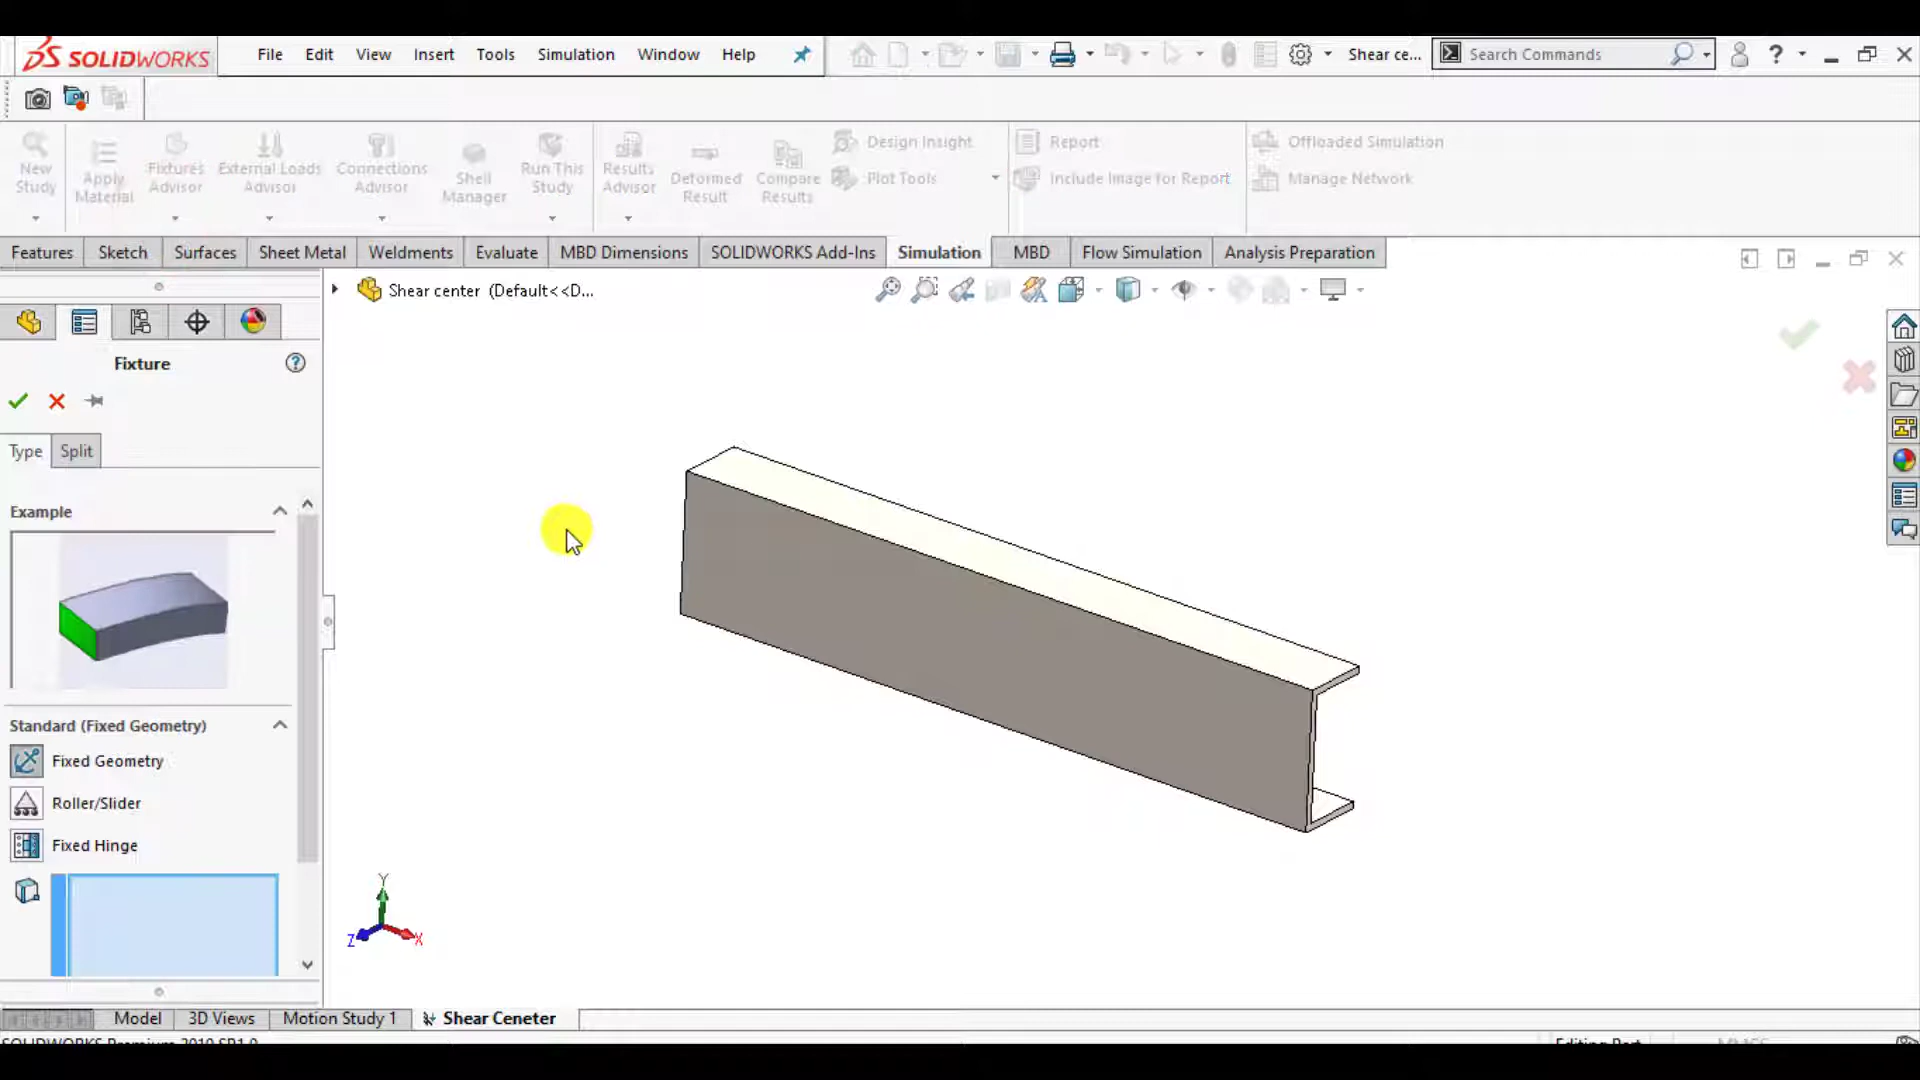 SOLIDWORKS File Edit View Insert Tools Simulation Window Help Shear ce... Search Commands ?
New Study
Apply Material
Fixtures Advisor
External Loads Advisor
Connections Advisor
Shell Manager
Run This Study
Results Advisor
Deformed Result
Compare Results
Design Insight
Plot Tools
Report
Include Image for Report
Offloaded Simulation
Manage Network
Features Sketch Surfaces Sheet Metal Weldments Evaluate MBD Dimensions SOLIDWORKS Add-Ins Simulation MBD Flow Simulation Analysis Preparation
Shear center (Default<<D...
Fixture ?
Type Split
Example
Standard (Fixed Geometry)
Fixed Geometry
Roller/Slider
Fixed Hinge
Y
Z X
Model 3D Views Motion Study 1 Shear Ceneter
SOLIDWORKS Premium Editing Part